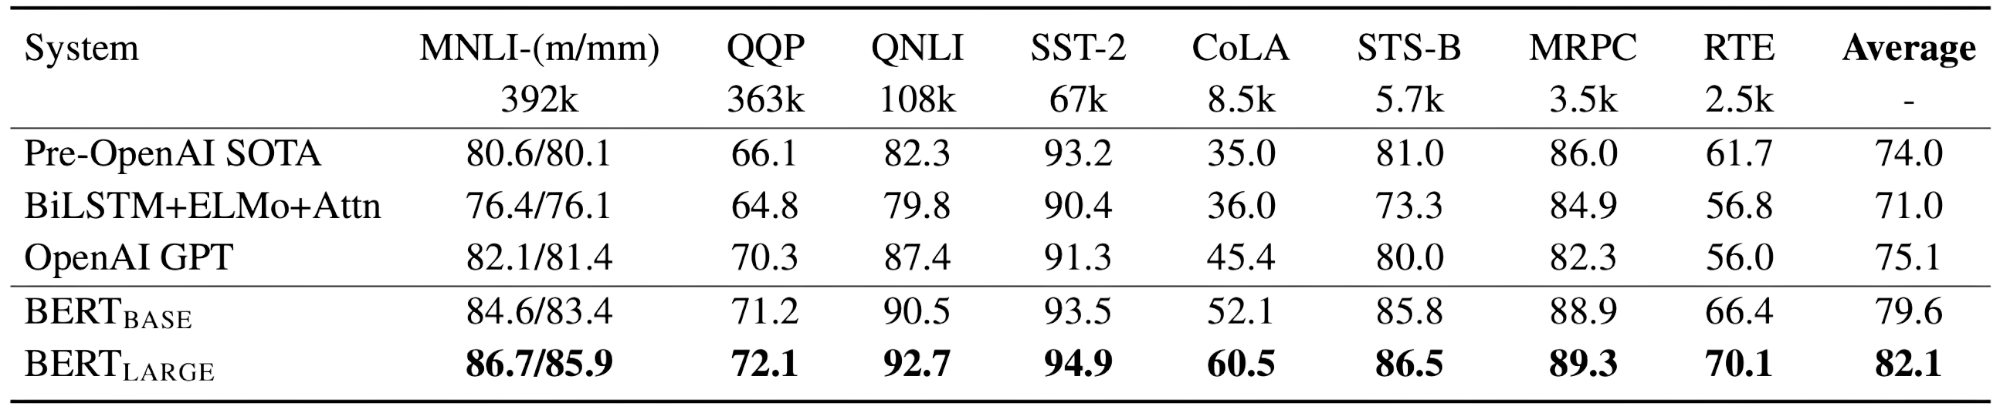 System MNLI-(m/mm) QQP QNLI SST-2 CoLA STS-B MRPC RTE Average
392k 363k 108k 67k 8.5k 5.7k 3.5k 2.5k -
Pre-OpenAI SOTA 80.6/80.1 66.1 82.3 93.2 35.0 81.0 86.0 61.7 74.0
BiLSTM+ELMo+Attn 76.4/76.1 64.8 79.8 90.4 36.0 73.3 84.9 56.8 71.0
OpenAI GPT 82.1/81.4 70.3 87.4 91.3 45.4 80.0 82.3 56.0 75.1
BERTBASE 84.6/83.4 71.2 90.5 93.5 52.1 85.8 88.9 66.4 79.6
BERTLARGE 86.7/85.9 72.1 92.7 94.9 60.5 86.5 89.3 70.1 82.1